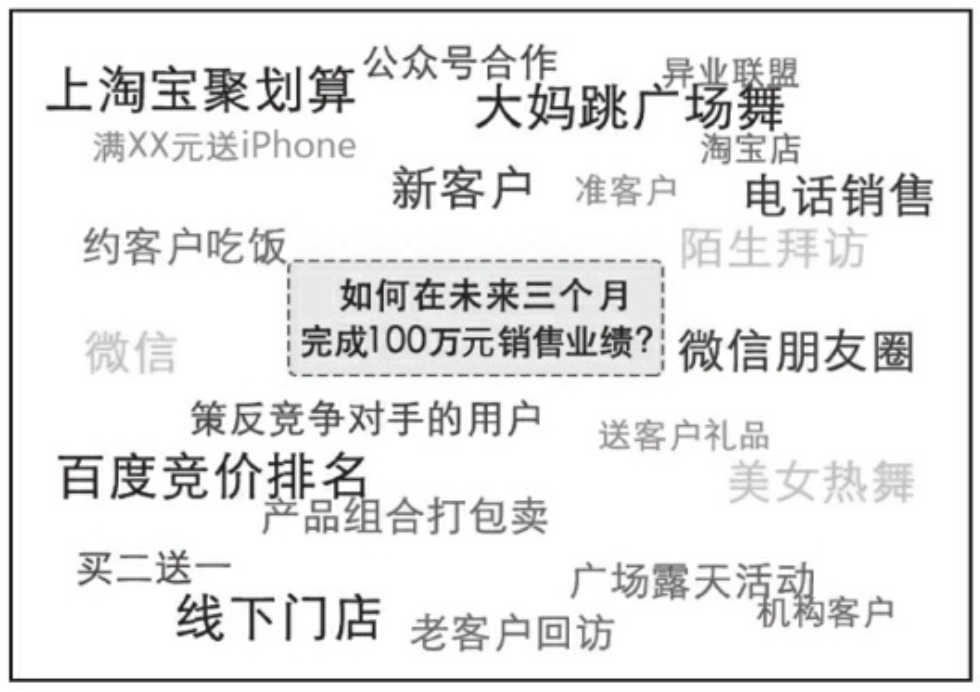 公众号合作
异业联盟
上淘宝聚划算
大妈跳广场舞
满XX元送iPhone
淘宝店
新客户
准客户
电话销售
约客户吃饭
陌生拜访
如何在未来三个月
完成100万元销售业绩?
微信
微信朋友圈
策反竞争对手的用户
送客户礼品
百度竞价排名
美女热舞
产品组合打包卖
买二送一
广场露天活动
机构客户
线下门店
老客户回访